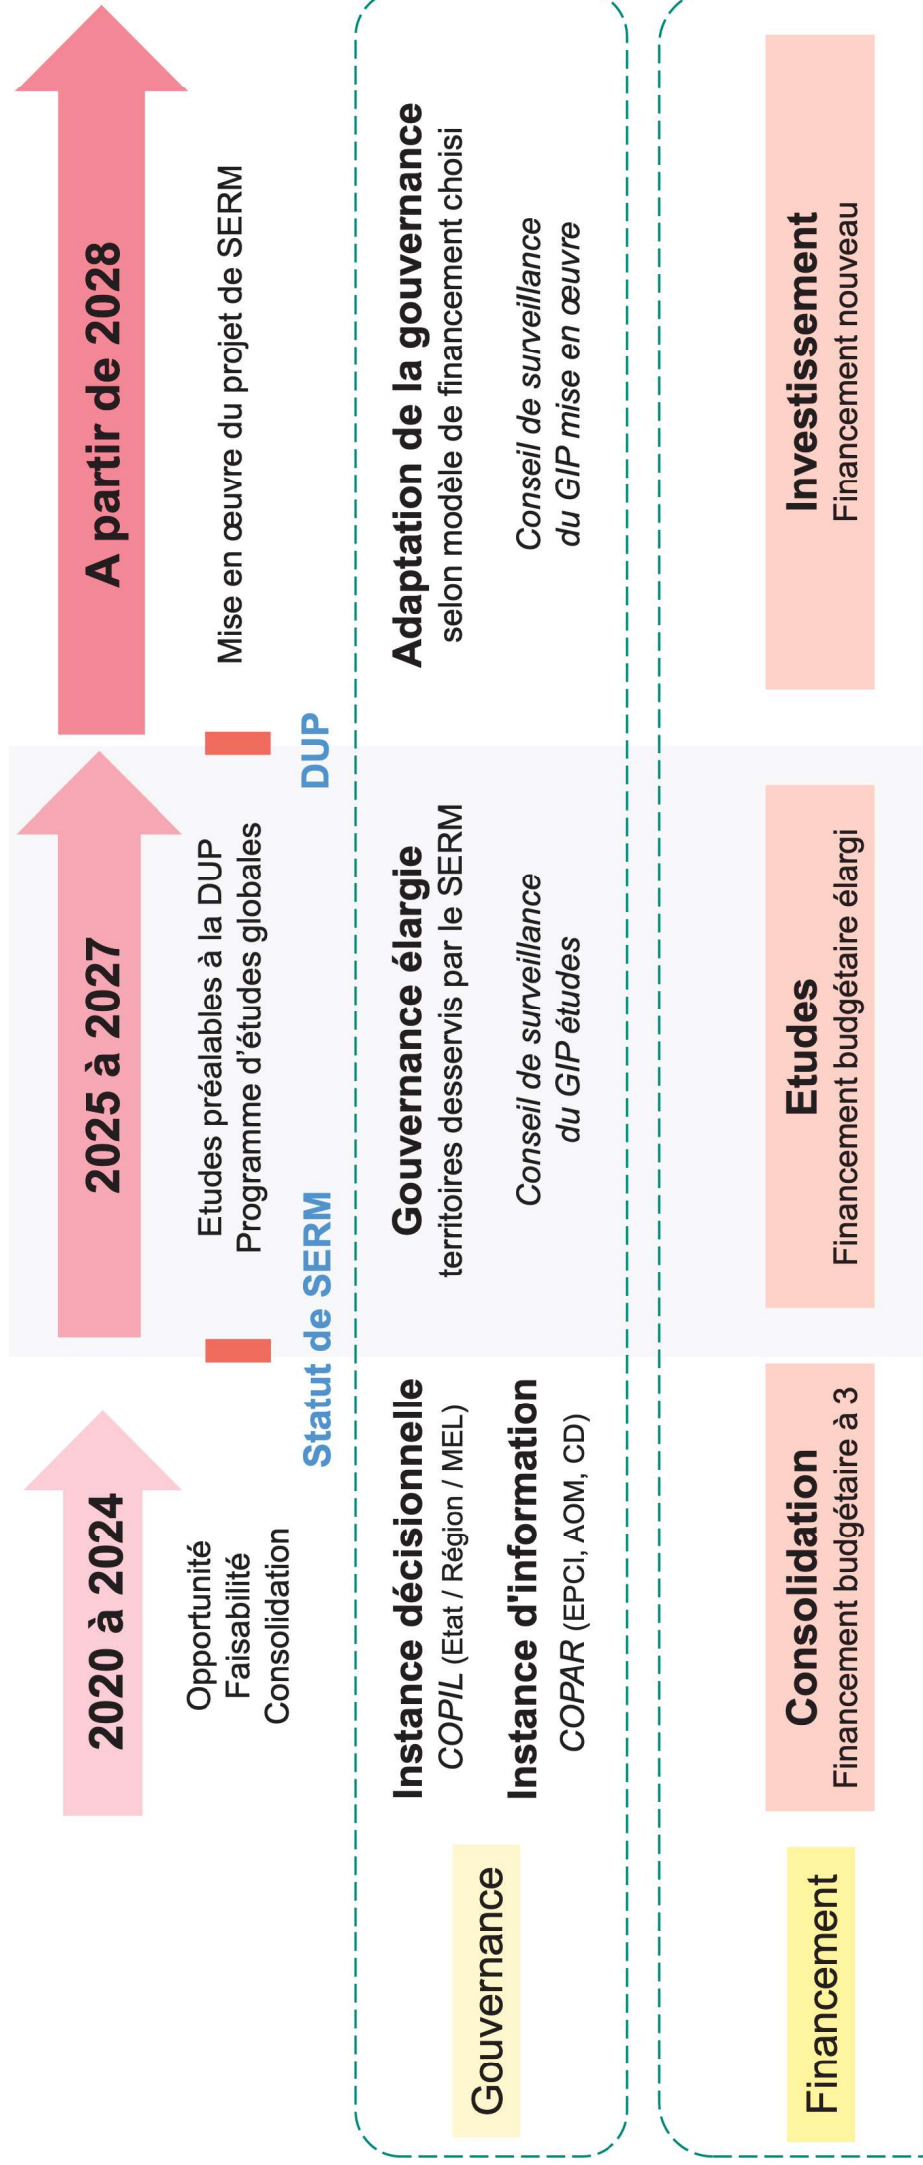 2020 à 2024
2025 à 2027
A partir de 2028
Opportunité
Faisabilité
Consolidation
Etudes préalables à la DUP
Programme d'études globales
Mise en œuvre du projet de SERM
Statut de SERM
DUP
Gouvernance
Instance décisionnelle
COPIL (Etat / Région / MEL)
Instance d'information
COPAR (EPCI, AOM, CD)
Gouvernance élargie
territoires desservis par le SERM
Conseil de surveillance
du GIP études
Adaptation de la gouvernance
selon modèle de financement choisi
Conseil de surveillance
du GIP mise en œuvre
Financement
Consolidation
Financement budgétaire à 3
Etudes
Financement budgétaire élargi
Investissement
Financement nouveau